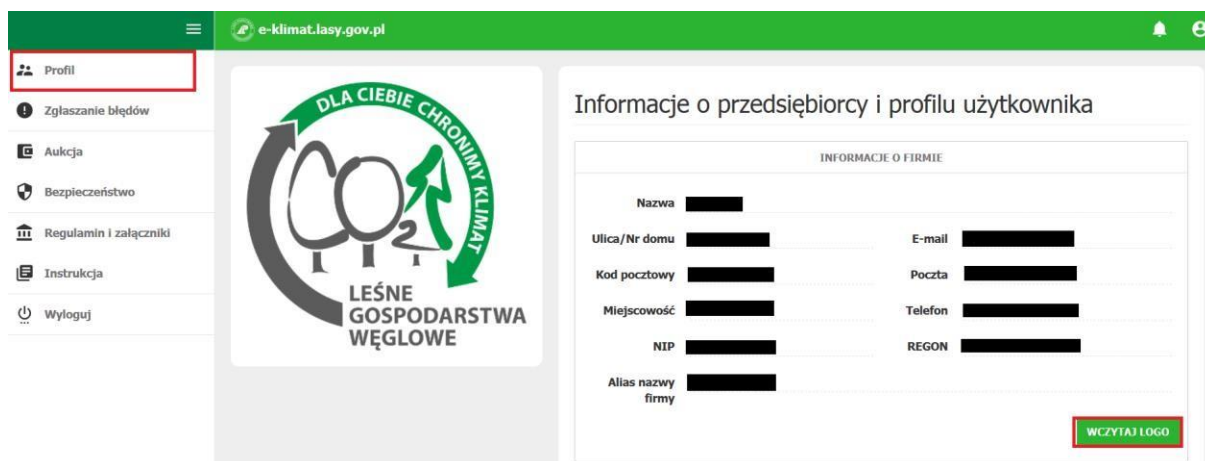 e-klimat.lasy.gov.pl
Profil
Zgłaszanie błędów
Aukcja
Bezpieczeństwo
Regulamin i załączniki
Instrukcja
Wyloguj
DLA CIEBIE CHRONIMY KLIMAT
CO2
LEŚNE
GOSPODARSTWA
WĘGLOWE
Informacje o przedsiębiorcy i profilu użytkownika
INFORMACJE O FIRMIE
Nazwa
Ulica/Nr domu E-mail
Kod pocztowy Poczta
Miejscowość Telefon
NIP REGON
Alias nazwy
firmy
WCZYTAJ LOGO